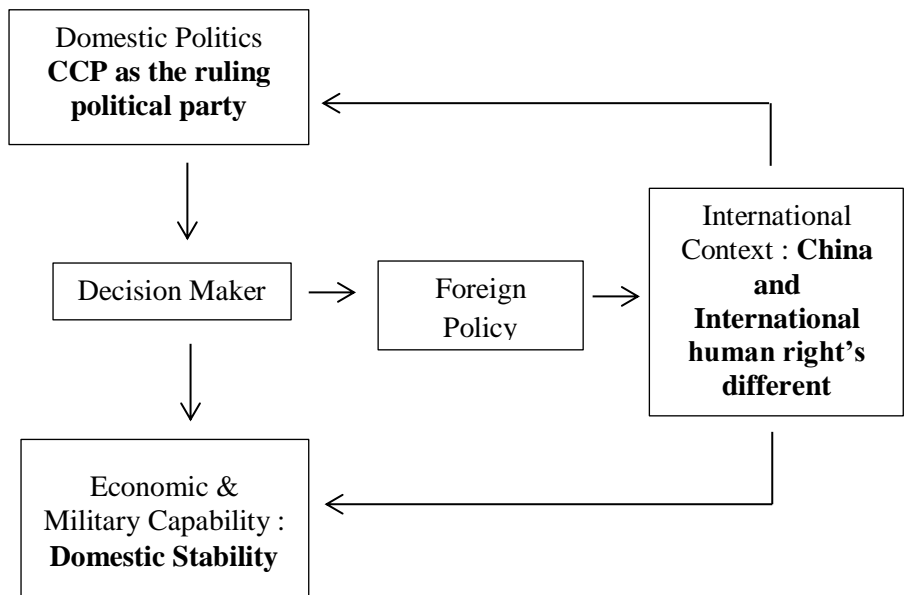 Domestic Politics
CCP as the ruling
political party
Decision Maker
Foreign
Policy
International
Context : China
and
International
human right’s
different
Economic &
Military Capability :
Domestic Stability